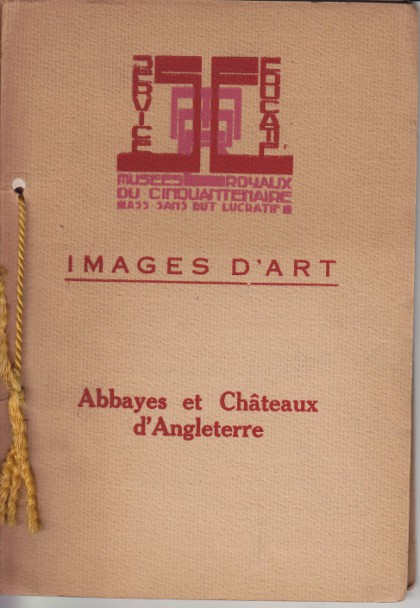 SERVICE
EDUCATIF
MUSEES ROYAUX
DU CINQUANTENAIRE
ASS·SANS BUT LUCRATIF
IMAGES D'ART
Abbayes et Châteaux
d'Angleterre